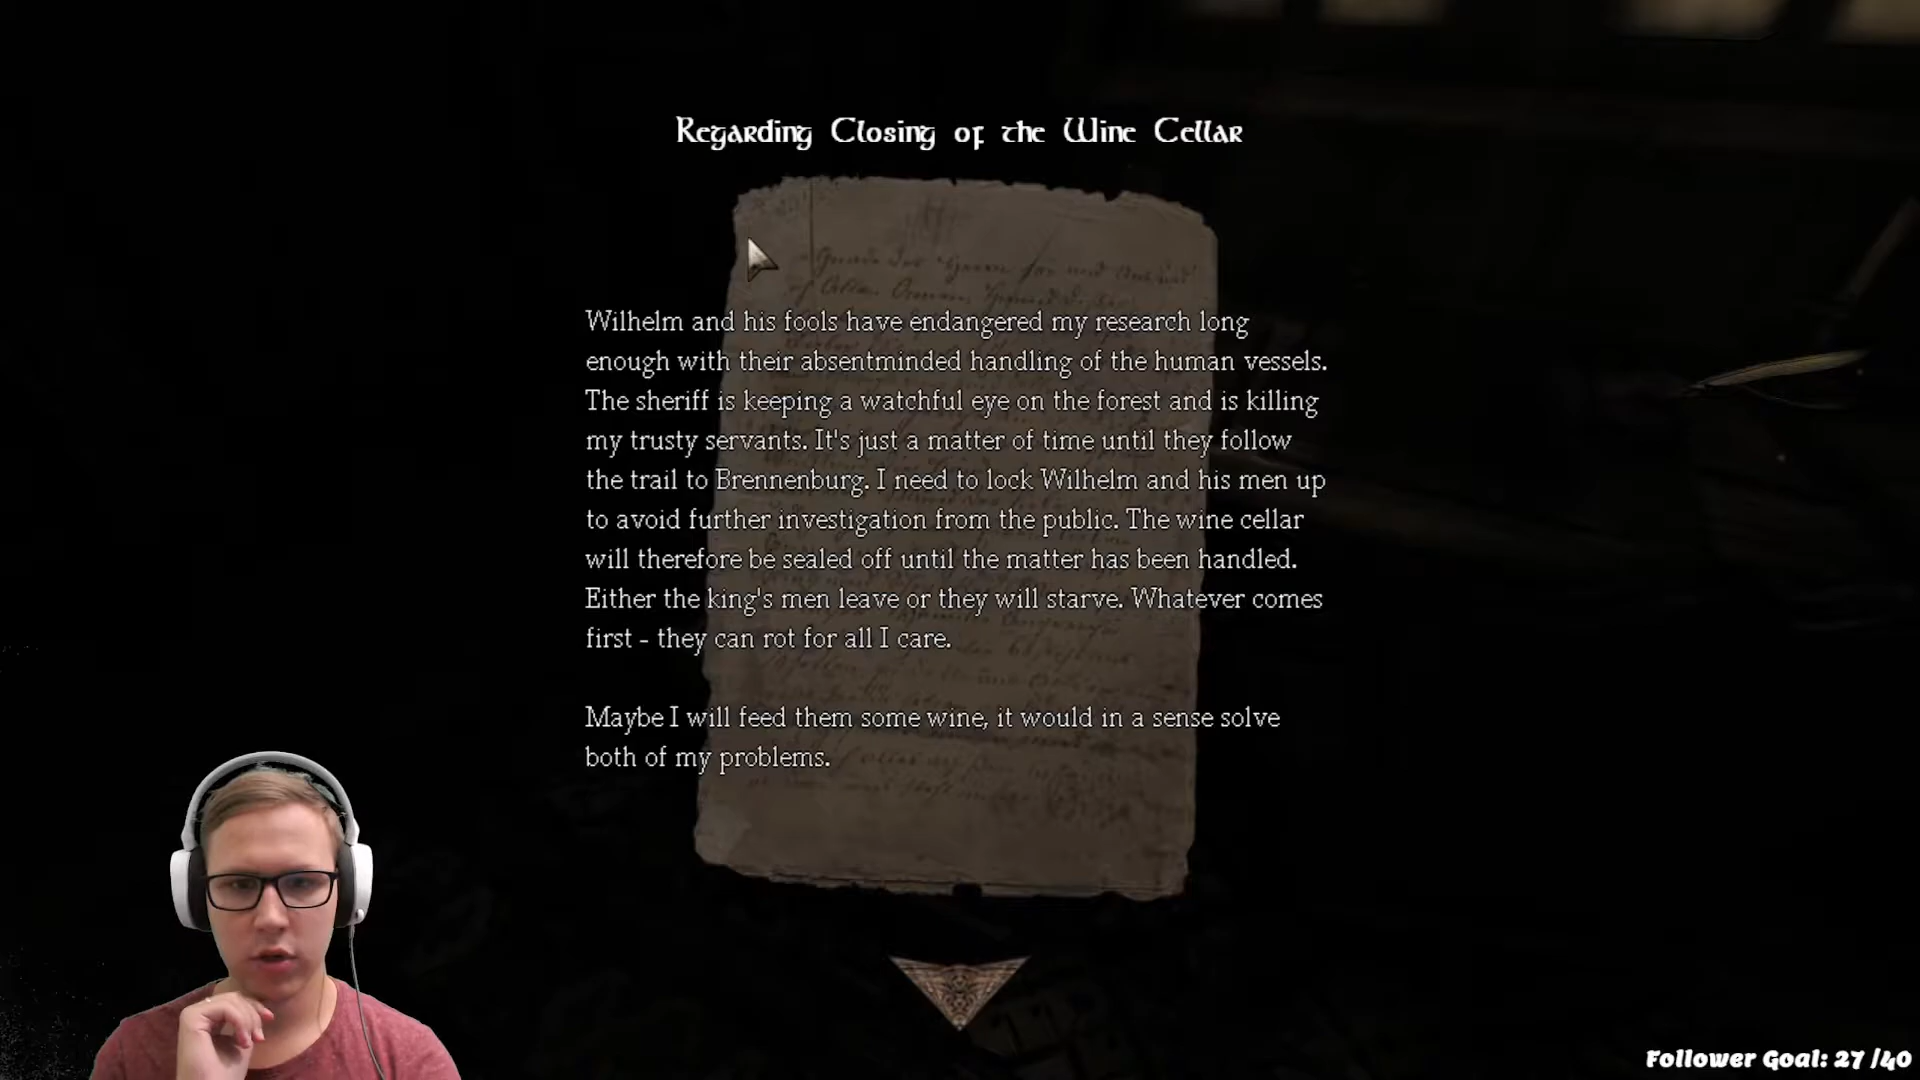 Regarding Closing of the Wine Cellar
Wilhelm and his fools have endangered my research long
enough with their absentminded handling of the human vessels.
The sheriff is keeping a watchful eye on the forest and is killing
my trusty servants. It's just a matter of time until they follow
the trail to Brennenburg. I need to lock Wilhelm and his men up
to avoid further investigation from the public. The wine cellar
will therefore be sealed off until the matter has been handled.
Either the king's men leave or they will starve. Whatever comes
first - they can rot for all I care.
Maybe I will feed them some wine, it would in a sense solve
both of my problems.
Follower Goal: 27 /40